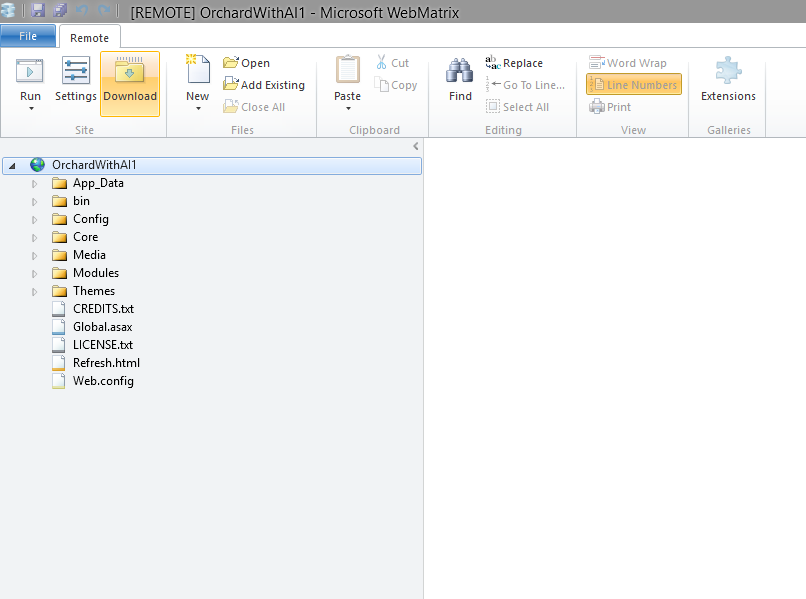 [REMOTE] OrchardWithAI1 - Microsoft WebMatrix
File
Remote
Run
Settings
Download
Site
New
Open
Add Existing
Close All
Files
Paste
Cut
Copy
Clipboard
Find
Replace
Go To Line...
Select All
Editing
Word Wrap
Line Numbers
Print
View
Extensions
Galleries
OrchardWithAI1
App_Data
bin
Config
Core
Media
Modules
Themes
CREDITS.txt
Global.asax
LICENSE.txt
Refresh.html
Web.config